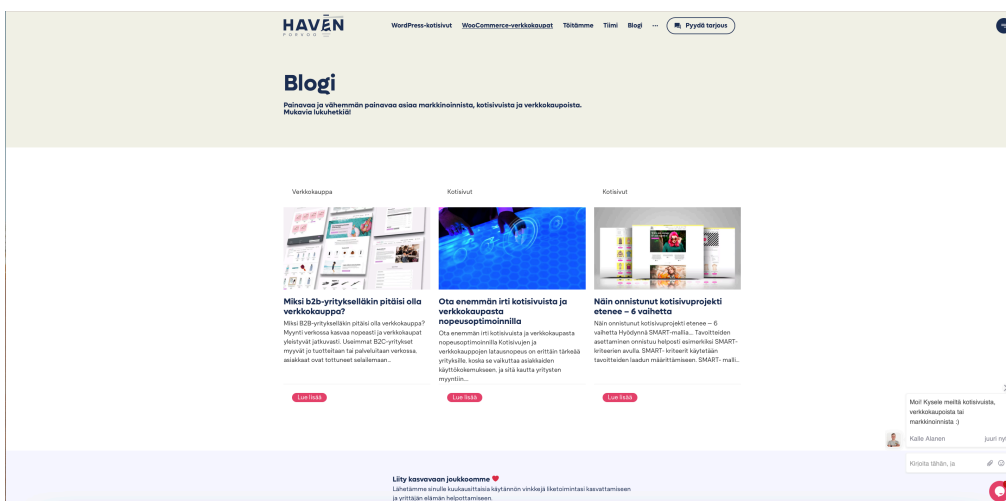 HAVĒN
PORVOO
WordPress-kotisivut WooCommerce-verkkokaupat Töitämme Tiimi Blogi ··· Pyydä tarjous
Blogi
Painavaa ja vähemmän painavaa asiaa markkinoinnista, kotisivuista ja verkkokaupoista.
Mukavia lukuhetkiä!
Verkkokauppa
Miksi b2b-yritykselläkin pitäisi olla
verkkokauppa?
Miksi B2B-yritykselläkin pitäisi olla verkkokauppa?
Myynti verkossa kasvaa nopeasti ja verkkokaupat
yleistyvät jatkuvasti. Useimmat B2C-yritykset
myyvät jo tuotteitaan tai palveluitaan verkossa,
asiakkaat ovat tottuneet selailemaan...
Lue lisää
Kotisivut
Ota enemmän irti kotisivuista ja
verkkokaupasta
nopeusoptimoinnilla
Ota enemmän irti kotisivuista ja verkkokaupasta
nopeusoptimoinnilla Kotisivujen ja
verkkokauppojen latausnopeus on erittäin tärkeää
yrityksille, koska se vaikuttaa asiakkaiden
käyttökokemukseen, ja sitä kautta yritysten
myyntiin...
Lue lisää
Kotisivut
Näin onnistunut kotisivuprojekti
etenee – 6 vaihetta
Näin onnistunut kotisivuprojekti etenee – 6
vaihetta Hyödynnä SMART-mallia... Tavoitteiden
asettaminen onnistuu helposti esimerkiksi SMART-
kriteerien avulla. SMART- kriteerit käytetään
tavoitteiden laadun määrittämiseen. SMART- malli...
Lue lisää
Moi! Kysele meiltä kotisivuista,
verkkokaupoista tai
markkinoinnista :)
Kalle Alanen juuri nyt
Kirjoita tähän, ja
Liity kasvavaan joukkoomme
Lähetämme sinulle kuukausittaisia käytännön vinkkejä liiketoimintasi kasvattamiseen
ja yrittäjän elämän helpottamiseen.